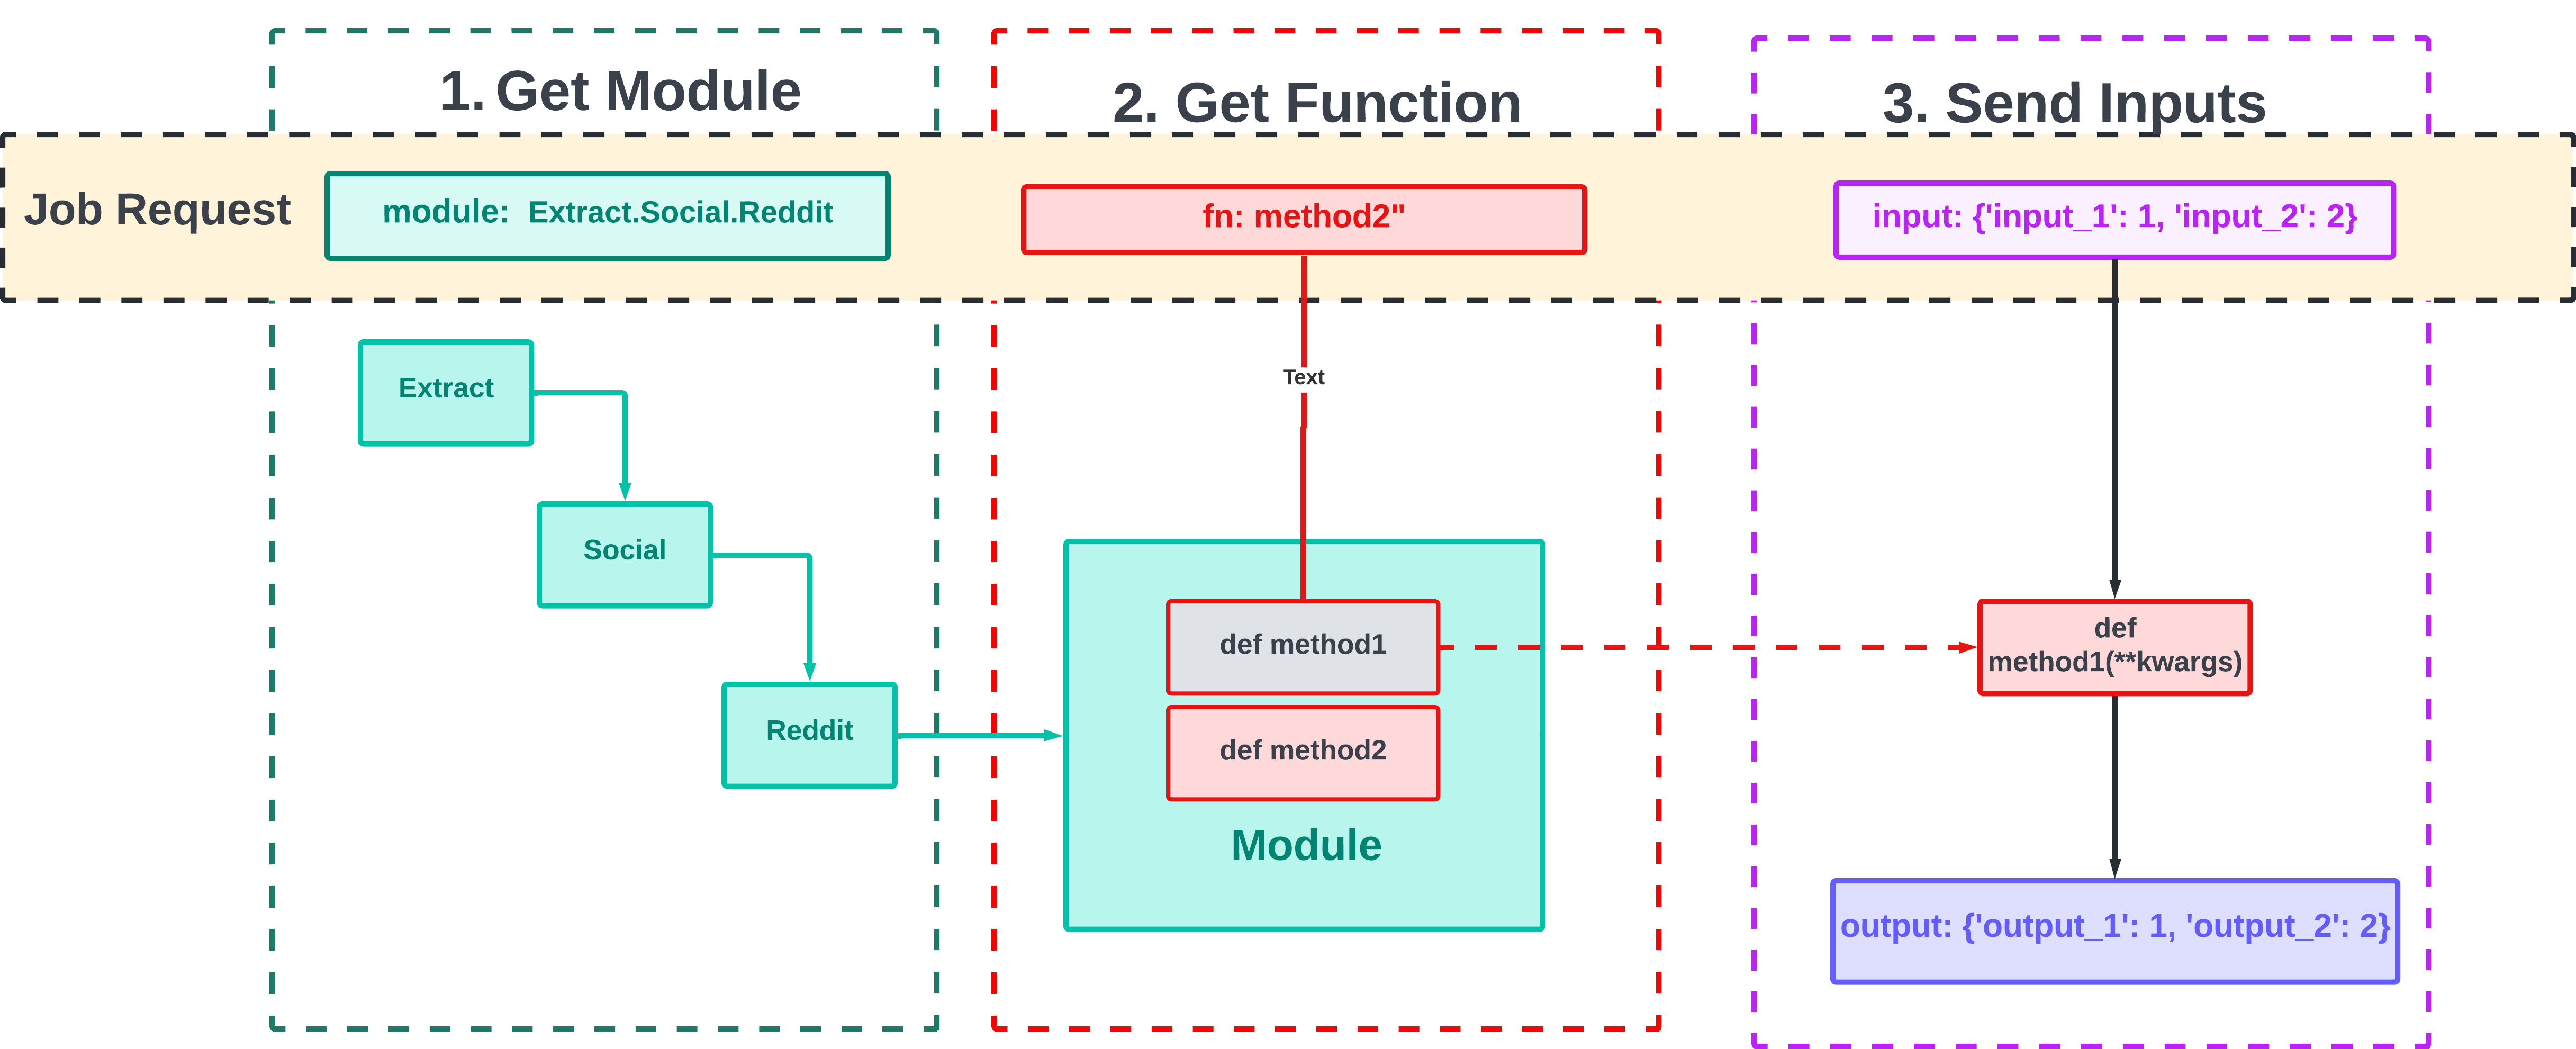 1. Get Module
2. Get Function
3. Send Inputs
Job Request
module: Extract.Social.Reddit
fn: method2"
input: {'input_1': 1, 'input_2': 2}
Extract
Text
Social
def method1
def
method1(**kwargs)
Reddit
def method2
Module
output: {'output_1': 1, 'output_2': 2}